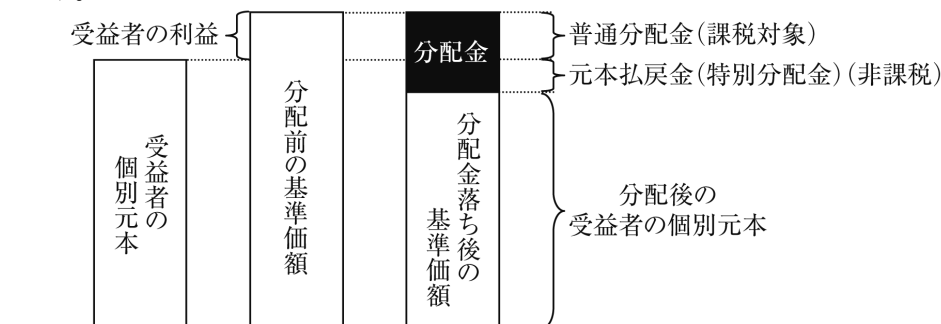 受益者の利益
分配金
普通分配金(課税対象)
元本払戻金(特別分配金)(非課税)
受益者の
個別元本
分配前の基準価額
分配金落ち後の
基準価額
分配後の
受益者の個別元本